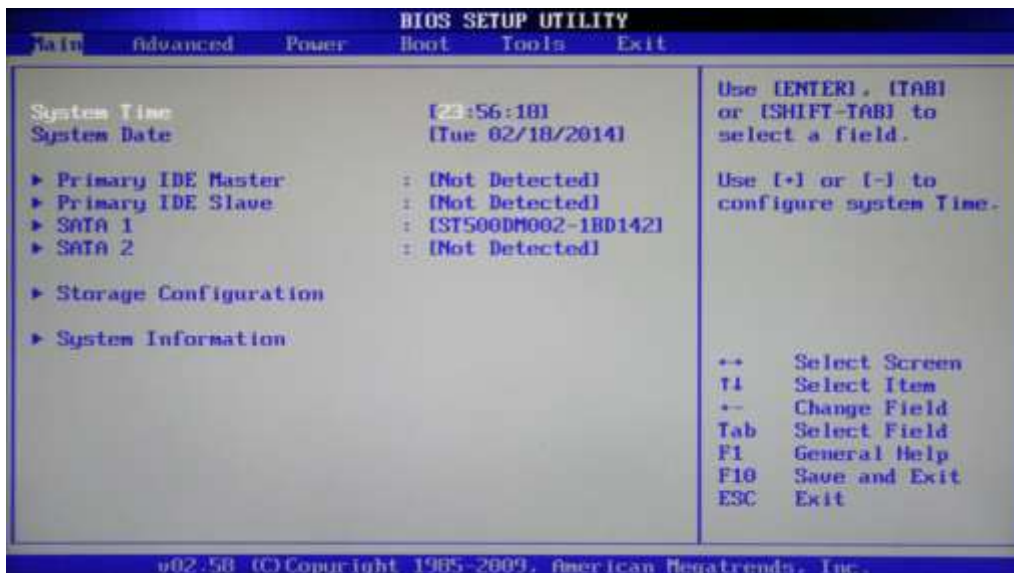 BIOS SETUP UTILITY
Main Advanced Power Boot Tools Exit
System Time [23:56:18]
System Date [Tue 02/18/2014]
▶ Primary IDE Master : [Not Detected]
▶ Primary IDE Slave : [Not Detected]
▶ SATA 1 : [ST500DM002-1BD142]
▶ SATA 2 : [Not Detected]
▶ Storage Configuration
▶ System Information
Use [ENTER], [TAB]
or [SHIFT-TAB] to
select a field.
Use [+] or [-] to
configure system Time.
←→ Select Screen
↑↓ Select Item
+- Change Field
Tab Select Field
F1 General Help
F10 Save and Exit
ESC Exit
v02.58 (C)Copyright 1985-2009, American Megatrends, Inc.